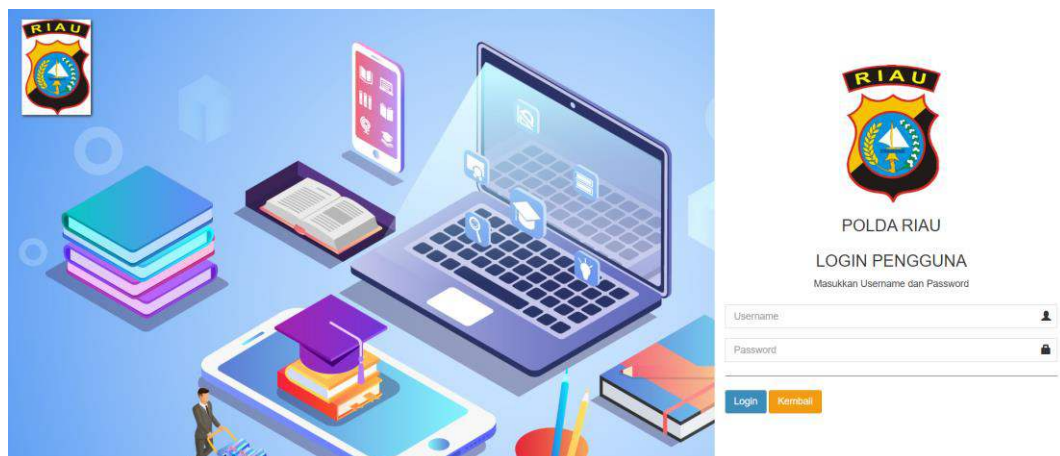 RIAU
RIAU
POLDA RIAU
LOGIN PENGGUNA
Masukkan Username dan Password
Username
Password
Login
Kembali